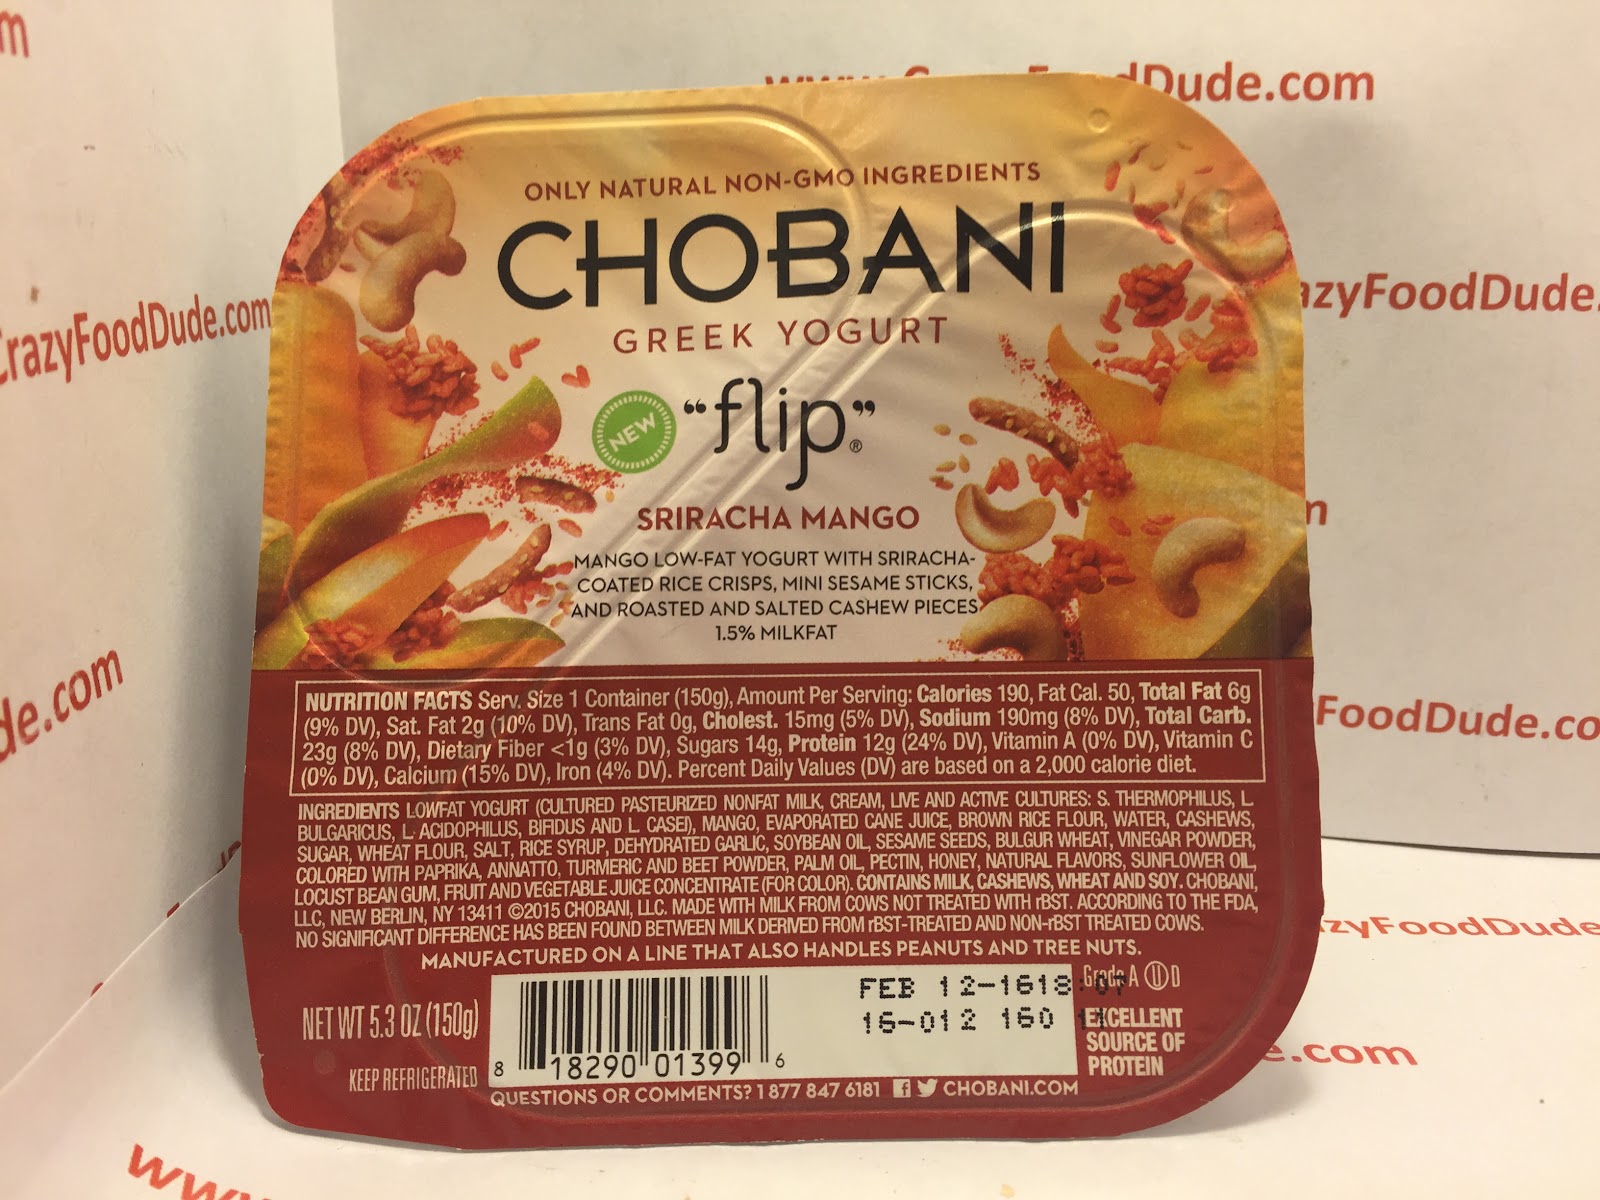 m
www. dDude.com
ONLY NATURAL NON-GMO INGREDIENTS
CHOBANI
GREEK YOGURT
CrazyFoodDude.com
azyFoodDude.
NEW
"flip"®
SRIRACHA MANGO
m
MANGO LOW-FAT YOGURT WITH SRIRACHA-
COATED RICE CRISPS, MINI SESAME STICKS,
AND ROASTED AND SALTED CASHEW PIECES
1.5% MILKFAT
de.com
FoodDude.co
NUTRITION FACTS Serv. Size 1 Container (150g), Amount Per Serving: Calories 190, Fat Cal. 50, Total Fat 6g
(9% DV), Sat. Fat 2g (10% DV), Trans Fat 0g, Cholest. 15mg (5% DV), Sodium 190mg (8% DV), Total Carb.
23g (8% DV), Dietary Fiber <1g (3% DV), Sugars 14g, Protein 12g (24% DV), Vitamin A (0% DV), Vitamin C
(0% DV), Calcium (15% DV), Iron (4% DV). Percent Daily Values (DV) are based on a 2,000 calorie diet.
INGREDIENTS LOWFAT YOGURT (CULTURED PASTEURIZED NONFAT MILK, CREAM, LIVE AND ACTIVE CULTURES: S. THERMOPHILUS, L.
BULGARICUS, L. ACIDOPHILUS, BIFIDUS AND L. CASEI), MANGO, EVAPORATED CANE JUICE, BROWN RICE FLOUR, WATER, CASHEWS,
SUGAR, WHEAT FLOUR, SALT, RICE SYRUP, DEHYDRATED GARLIC, SOYBEAN OIL, SESAME SEEDS, BULGUR WHEAT, VINEGAR POWDER,
COLORED WITH PAPRIKA, ANNATTO, TURMERIC AND BEET POWDER, PALM OIL, PECTIN, HONEY, NATURAL FLAVORS, SUNFLOWER OIL,
LOCUST BEAN GUM, FRUIT AND VEGETABLE JUICE CONCENTRATE (FOR COLOR). CONTAINS MILK, CASHEWS, WHEAT AND SOY. CHOBANI,
LLC, NEW BERLIN, NY 13411 ©2015 CHOBANI, LLC. MADE WITH MILK FROM COWS NOT TREATED WITH rBST. ACCORDING TO THE FDA,
NO SIGNIFICANT DIFFERENCE HAS BEEN FOUND BETWEEN MILK DERIVED FROM rBST-TREATED AND NON-rBST TREATED COWS.
MANUFACTURED ON A LINE THAT ALSO HANDLES PEANUTS AND TREE NUTS.
zyFoodDude
NET WT 5.3 OZ (150g)
KEEP REFRIGERATED
8 18290 01399 6
FEB 12-1618:07
16-012 160 11
Grade A U D
EXCELLENT
SOURCE OF
PROTEIN
e.com
QUESTIONS OR COMMENTS? 1 877 847 6181 f CHOBANI.COM
www.